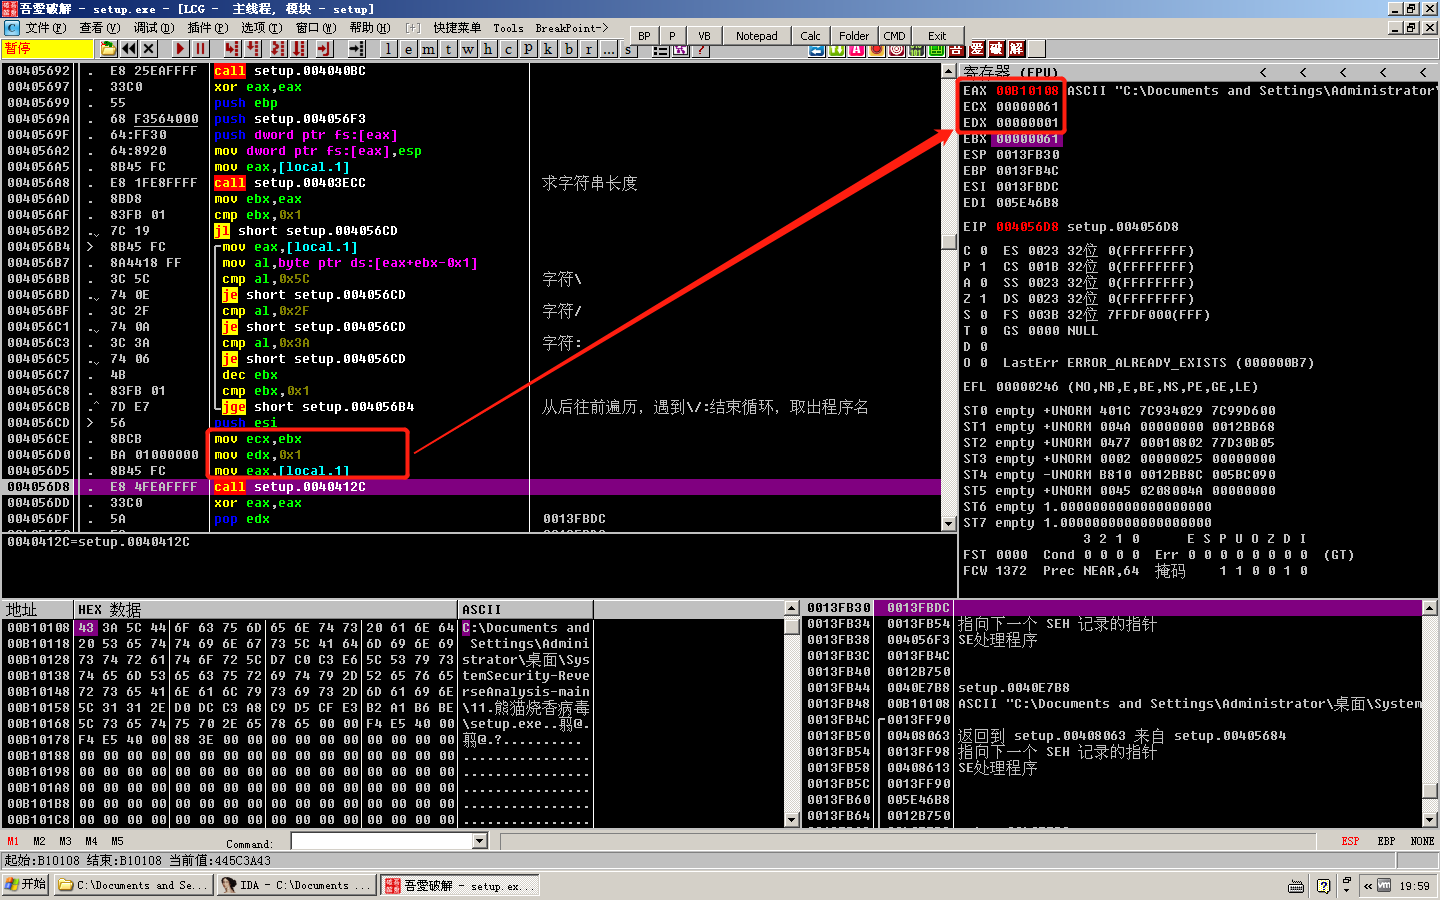 吾爱破解 - setup.exe - [LCG -  主线程, 模块 - setup]
文件(F) 查看(V) 调试(D) 插件(P) 选项(T) 窗口(W) 帮助(H) [+] 快捷菜单 Tools BreakPoint->
BP P VB Notepad Calc Folder CMD Exit
暂停 l e m t w h c p k b r ... s
00405692 . E8 25EAFFFF call setup.004040BC
00405697 . 33C0 xor eax,eax
00405699 . 55 push ebp
0040569A . 68 F3564000 push setup.004056F3
0040569F . 64:FF30 push dword ptr fs:[eax]
004056A2 . 64:8920 mov dword ptr fs:[eax],esp
004056A5 . 8B45 FC mov eax,[local.1]
004056A8 . E8 1FE8FFFF call setup.00403ECC 求字符串长度
004056AD . 8BD8 mov ebx,eax
004056AF . 83FB 01 cmp ebx,0x1
004056B2 . 7C 19 jl short setup.004056CD
004056B4 > 8B45 FC mov eax,[local.1]
004056B7 . 8A4418 FF mov al,byte ptr ds:[eax+ebx-0x1]
004056BB . 3C 5C cmp al,0x5C 字符\
004056BD . 74 0E je short setup.004056CD
004056BF . 3C 2F cmp al,0x2F 字符/
004056C1 . 74 0A je short setup.004056CD
004056C3 . 3C 3A cmp al,0x3A 字符:
004056C5 . 74 06 je short setup.004056CD
004056C7 . 4B dec ebx
004056C8 . 83FB 01 cmp ebx,0x1
004056CB .^ 7D E7 jge short setup.004056B4 从后往前遍历，遇到\/:结束循环，取出程序名
004056CD > 56 push esi
004056CE . 8BCB mov ecx,ebx
004056D0 . BA 01000000 mov edx,0x1
004056D5 . 8B45 FC mov eax,[local.1]
004056D8 . E8 4FEAFFFF call setup.0040412C
004056DD . 33C0 xor eax,eax
004056DF . 5A pop edx 0013FBDC
0040412C=setup.0040412C
寄存器 (FPU) < < < < <
EAX 00B10108 ASCII "C:\Documents and Settings\Administrator\
ECX 00000061
EDX 00000001
EBX 00000061
ESP 0013FB30
EBP 0013FB4C
ESI 0013FBDC
EDI 005E46B8
EIP 004056D8 setup.004056D8
C 0 ES 0023 32位 0(FFFFFFFF)
P 1 CS 001B 32位 0(FFFFFFFF)
A 0 SS 0023 32位 0(FFFFFFFF)
Z 1 DS 0023 32位 0(FFFFFFFF)
S 0 FS 003B 32位 7FFDF000(FFF)
T 0 GS 0000 NULL
D 0
O 0 LastErr ERROR_ALREADY_EXISTS (000000B7)
EFL 00000246 (NO,NB,E,BE,NS,PE,GE,LE)
ST0 empty +UNORM 401C 7C934029 7C99D600
ST1 empty +UNORM 004A 00000000 0012BB68
ST2 empty +UNORM 0477 00010802 77D30B05
ST3 empty +UNORM 0002 00000025 00000000
ST4 empty -UNORM B810 0012BB8C 005BC090
ST5 empty +UNORM 0045 0208004A 00000000
ST6 empty 1.0000000000000000000
ST7 empty 1.0000000000000000000
3 2 1 0 E S P U O Z D I
FST 0000 Cond 0 0 0 0 Err 0 0 0 0 0 0 0 0 (GT)
FCW 1372 Prec NEAR,64 掩码 1 1 0 0 1 0
地址 HEX 数据 ASCII
00B10108 43 3A 5C 44 6F 63 75 6D 65 6E 74 73 20 61 6E 64 C:\Documents and
00B10118 20 53 65 74 74 69 6E 67 73 5C 41 64 6D 69 6E 69  Settings\Admini
00B10128 73 74 72 61 74 6F 72 5C D7 C0 C3 E6 5C 53 79 73 strator\桌面\Sys
00B10138 74 65 6D 53 65 63 75 72 69 74 79 2D 52 65 76 65 temSecurity-Reve
00B10148 72 73 65 41 6E 61 6C 79 73 69 73 2D 6D 61 69 6E rseAnalysis-main
00B10158 5C 31 31 2E D0 DC C3 A8 C9 D5 CF E3 B2 A1 B6 BE \11.熊猫烧香病毒
00B10168 5C 73 65 74 75 70 2E 65 78 65 00 00 F4 E5 40 00 \setup.exe..翦@.
00B10178 F4 E5 40 00 88 3E 00 00 00 00 00 00 00 00 00 00 翦@.?..........
00B10188 00 00 00 00 00 00 00 00 00 00 00 00 00 00 00 00 ................
00B10198 00 00 00 00 00 00 00 00 00 00 00 00 00 00 00 00 ................
00B101A8 00 00 00 00 00 00 00 00 00 00 00 00 00 00 00 00 ................
00B101B8 00 00 00 00 00 00 00 00 00 00 00 00 00 00 00 00 ................
00B101C8 00 00 00 00 00 00 00 00 00 00 00 00 00 00 00 00 ................
0013FB30 0013FBDC
0013FB34 0013FB54 指向下一个 SEH 记录的指针
0013FB38 004056F3 SE处理程序
0013FB3C 0013FB4C
0013FB40 0012B750
0013FB44 0040E7B8 setup.0040E7B8
0013FB48 00B10108 ASCII "C:\Documents and Settings\Administrator\桌面\System
0013FB4C 0013FF90
0013FB50 00408063 返回到 setup.00408063 来自 setup.00405684
0013FB54 0013FF98 指向下一个 SEH 记录的指针
0013FB58 00408613 SE处理程序
0013FB5C 0013FF90
0013FB60 005E46B8
0013FB64 0012B750
M1 M2 M3 M4 M5 Command: ESP EBP NONE
起始:B10108 结束:B10108 当前值:445C3A43
开始 C:\Documents and Se... IDA - C:\Documents ... 吾爱破解 - setup.ex... « 19:59